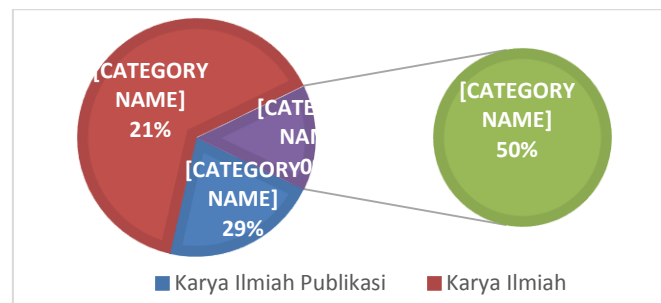 [CATEGORY
NAME]
21%
[CATEGORY
NAME]
29%
[CATEGORY
NAME]
50%
Karya Ilmiah Publikasi
Karya Ilmiah